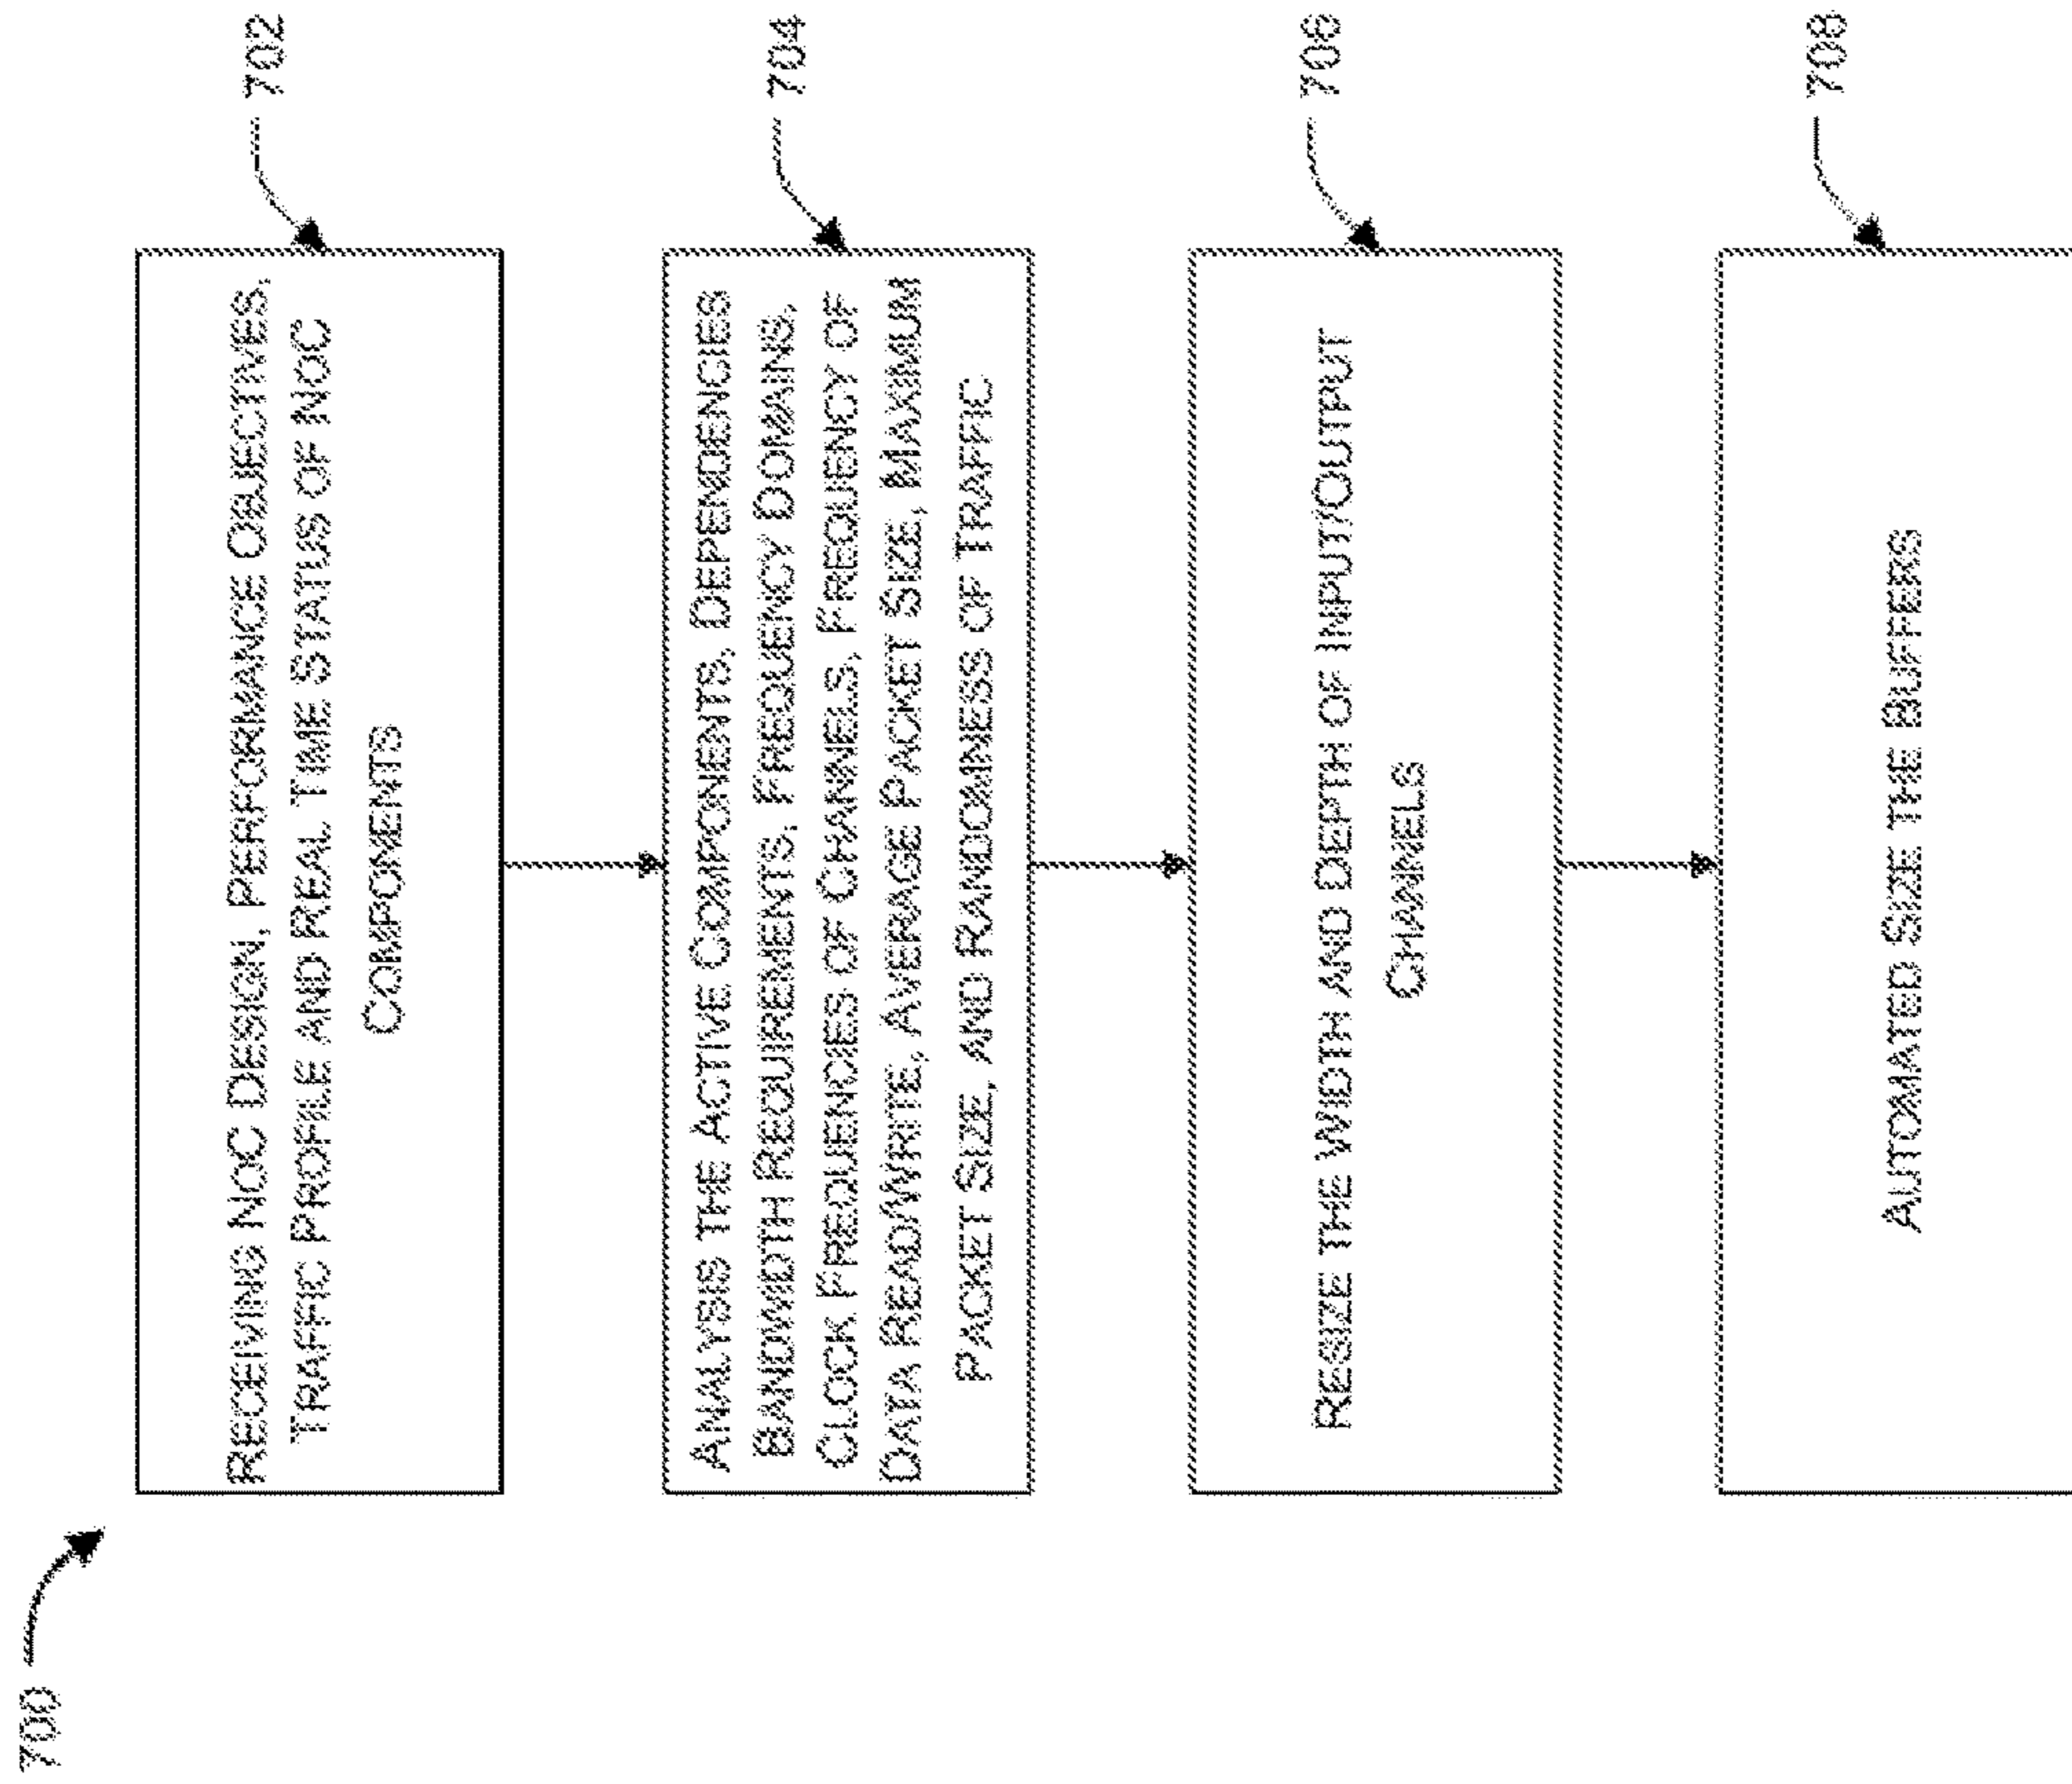 700
RECEIVING NOC DESIGN, PERFORMANCE OBJECTIVES,
TRAFFIC PROFILE AND REAL TIME STATUS OF NOC
COMPONENTS
702
ANALYSIS THE ACTIVE COMPONENTS, DEPENDENCIES
BANDWIDTH REQUIREMENTS, FREQUENCY DOMAINS,
CLOCK FREQUENCIES OF CHANNELS, FREQUENCY OF
DATA READ/WRITE, AVERAGE PACKET SIZE, MAXIMUM
PACKET SIZE, AND RANDOMNESS OF TRAFFIC
704
RESIZE THE WIDTH AND DEPTH OF INPUT/OUTPUT
CHANNELS
706
AUTOMATED SIZE THE BUFFERS
708